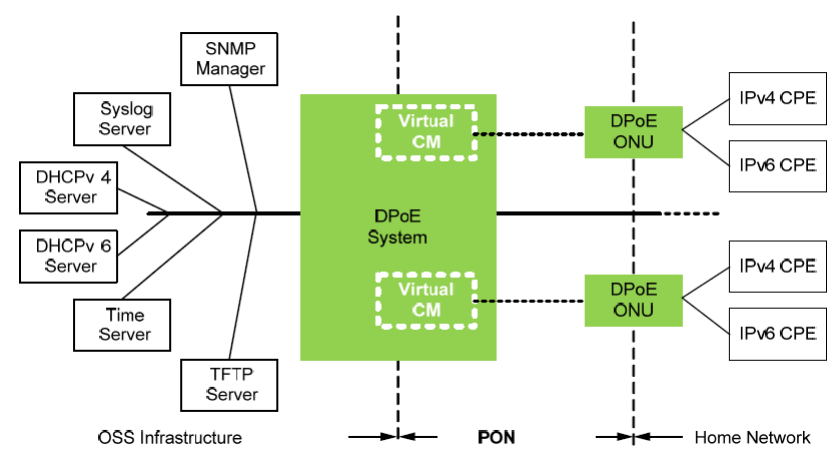 SNMP
Manager
Syslog
Server
DHCPv 4
Server
DHCPv 6
Server
Time
Server
TFTP
Server
Virtual
CM
DPoE
System
Virtual
CM
DPoE
ONU
IPv4 CPE
IPv6 CPE
DPoE
ONU
IPv4 CPE
IPv6 CPE
OSS Infrastructure
PON
Home Network